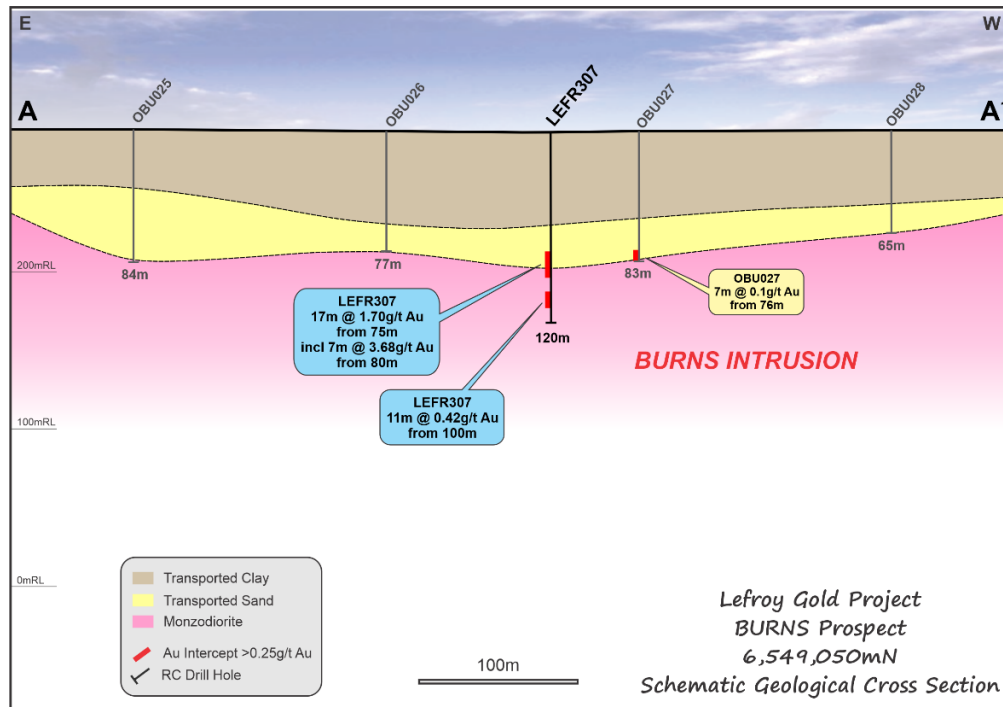 E
W
A
A'
OBU025
OBU026
LEFR307
OBU027
OBU028
84m
77m
83m
65m
120m
200mRL
100mRL
0mRL
LEFR307
17m @ 1.70g/t Au
from 75m
incl 7m @ 3.68g/t Au
from 80m
LEFR307
11m @ 0.42g/t Au
from 100m
OBU027
7m @ 0.1g/t Au
from 76m
BURNS INTRUSION
Transported Clay
Transported Sand
Monzodiorite
Au Intercept >0.25g/t Au
RC Drill Hole
100m
Lefroy Gold Project
BURNS Prospect
6,549,050mN
Schematic Geological Cross Section